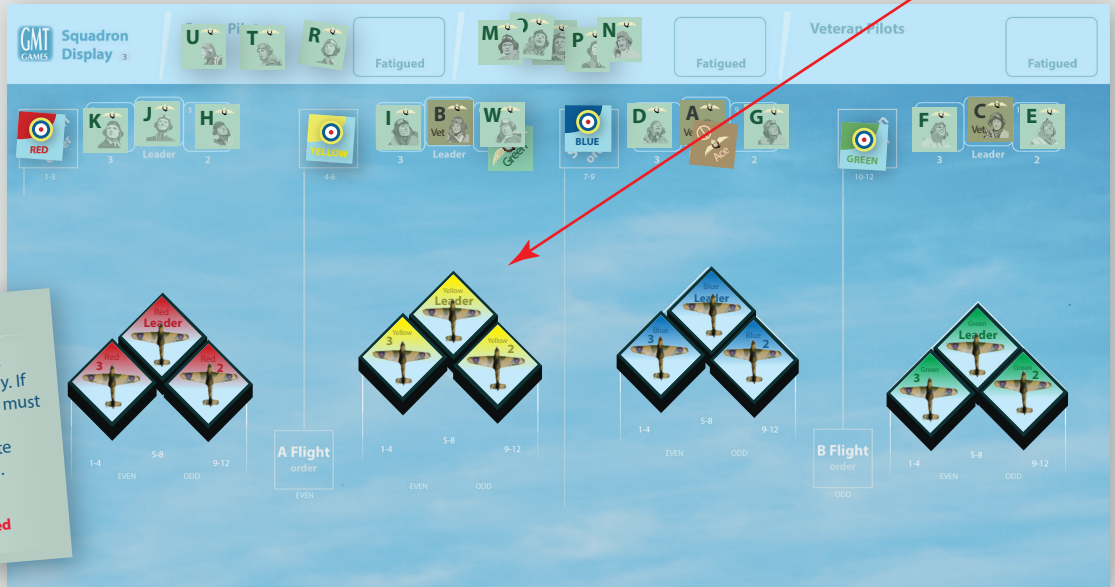 GMT
GAMES
Squadron
Display 3
U
T
R
Fatigued
M
P
N
Fatigued
Veteran Pilots
Fatigued
RED
K
3
J
Leader
H
2
1-3
YELLOW
I
3
B
Vet
Leader
W
Green
4-6
BLUE
D
3
A
Ve
Ace
G
2
7-9
GREEN
F
3
C
Vet
Leader
E
2
10-12
Red
Leader
Red
3
Red
2
1-4
5-8
9-12
EVEN
ODD
A Flight
order
EVEN
Yellow
Leader
Yellow
3
Yellow
2
1-4
5-8
9-12
EVEN
ODD
Blue
Leader
Blue
3
Blue
2
1-4
5-8
9-12
EVEN
ODD
B Flight
order
ODD
Green
Leader
Green
3
Green
2
1-4
5-8
9-12
EVEN
ODD
y. If
must